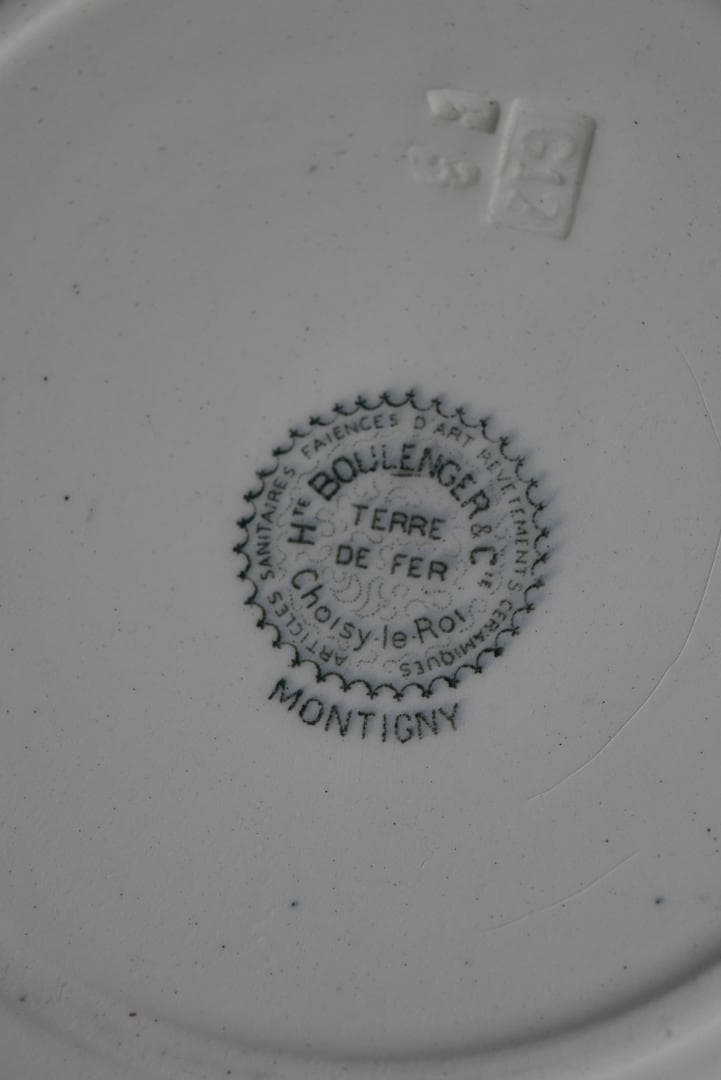 ARTICLES SANITAIRES FAIENCES D'ART REVETEMENTS CERAMIQUES
Hte BOULENGER & Cie
TERRE
DE FER
Choisy-le-Roi
MONTIGNY